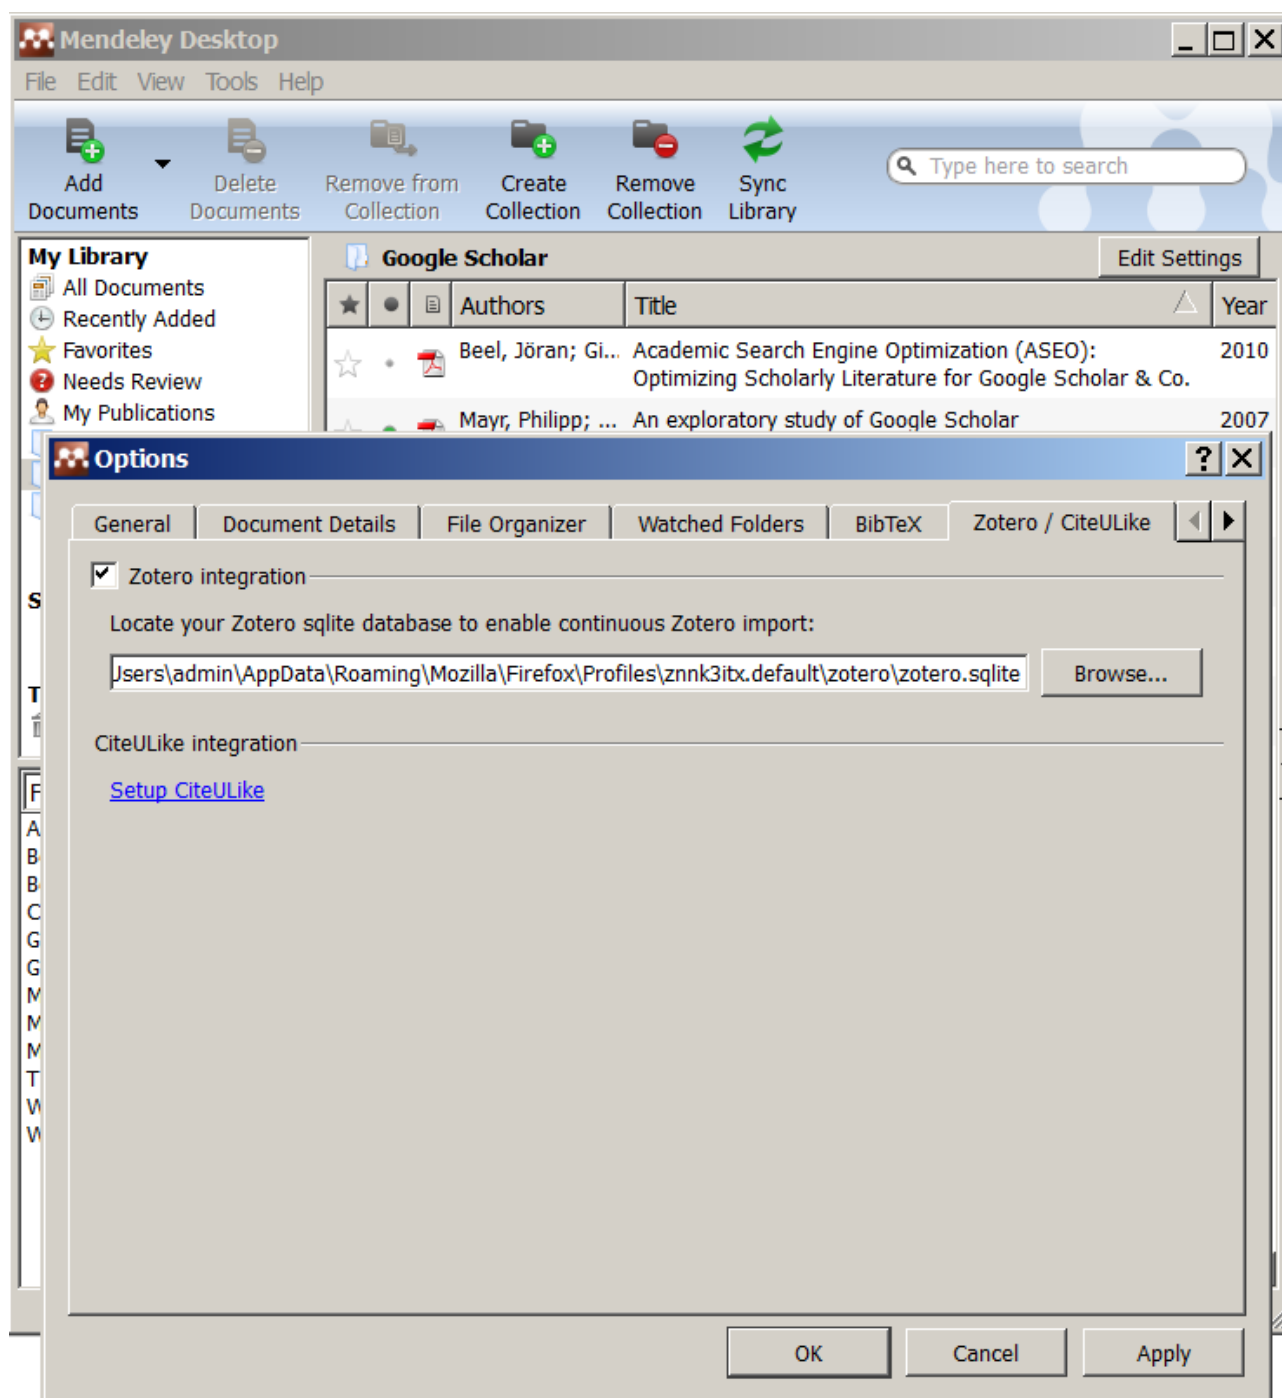 Mendeley Desktop
File Edit View Tools Help
Add Documents
Delete Documents
Remove from Collection
Create Collection
Remove Collection
Sync Library
Type here to search
My Library
All Documents
Recently Added
Favorites
Needs Review
My Publications
Google Scholar
Edit Settings
Authors Title Year
Beel, Jöran; Gi... Academic Search Engine Optimization (ASEO): 2010
Optimizing Scholarly Literature for Google Scholar & Co.
Mayr, Philipp; ... An exploratory study of Google Scholar 2007
Options
General Document Details File Organizer Watched Folders BibTeX Zotero / CiteULike
Zotero integration
Locate your Zotero sqlite database to enable continuous Zotero import:
Users\admin\AppData\Roaming\Mozilla\Firefox\Profiles\znnk3itx.default\zotero\zotero.sqlite Browse...
CiteULike integration
Setup CiteULike
S
T
F
A
B
B
C
G
G
M
M
M
T
W
W
OK Cancel Apply